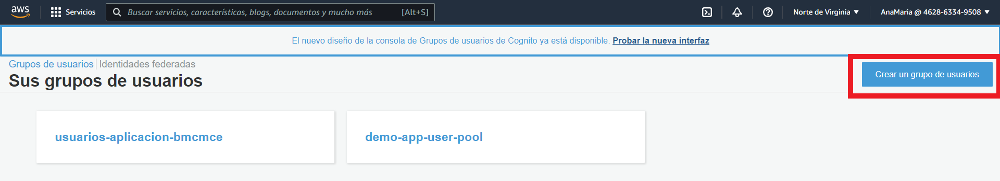 aws Servicios Buscar servicios, características, blogs, documentos y mucho más [Alt+S] Norte de Virginia AnaMaria @ 4628-6334-9508
El nuevo diseño de la consola de Grupos de usuarios de Cognito ya está disponible. Probar la nueva interfaz
Grupos de usuarios Identidades federadas
Sus grupos de usuarios
Crear un grupo de usuarios
usuarios-aplicacion-bmcmce
demo-app-user-pool